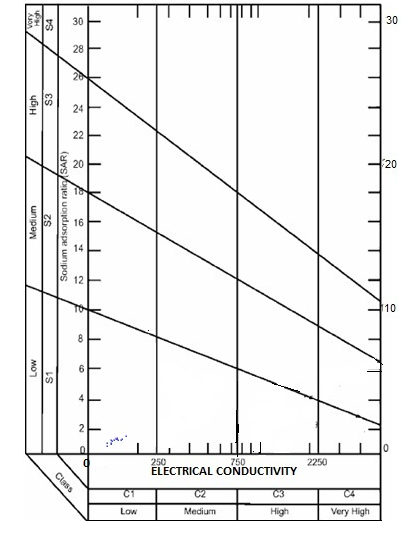 Very High
S4
High
S3
Medium
S2
Low
S1
Sodium adsorption ratio(SAR)
30
28
26
24
22
20
18
16
14
12
10
8
6
4
2
0
30
20
10
0
0 250 750 2250
ELECTRICAL CONDUCTIVITY
Class
C1 C2 C3 C4
Low Medium High Very High